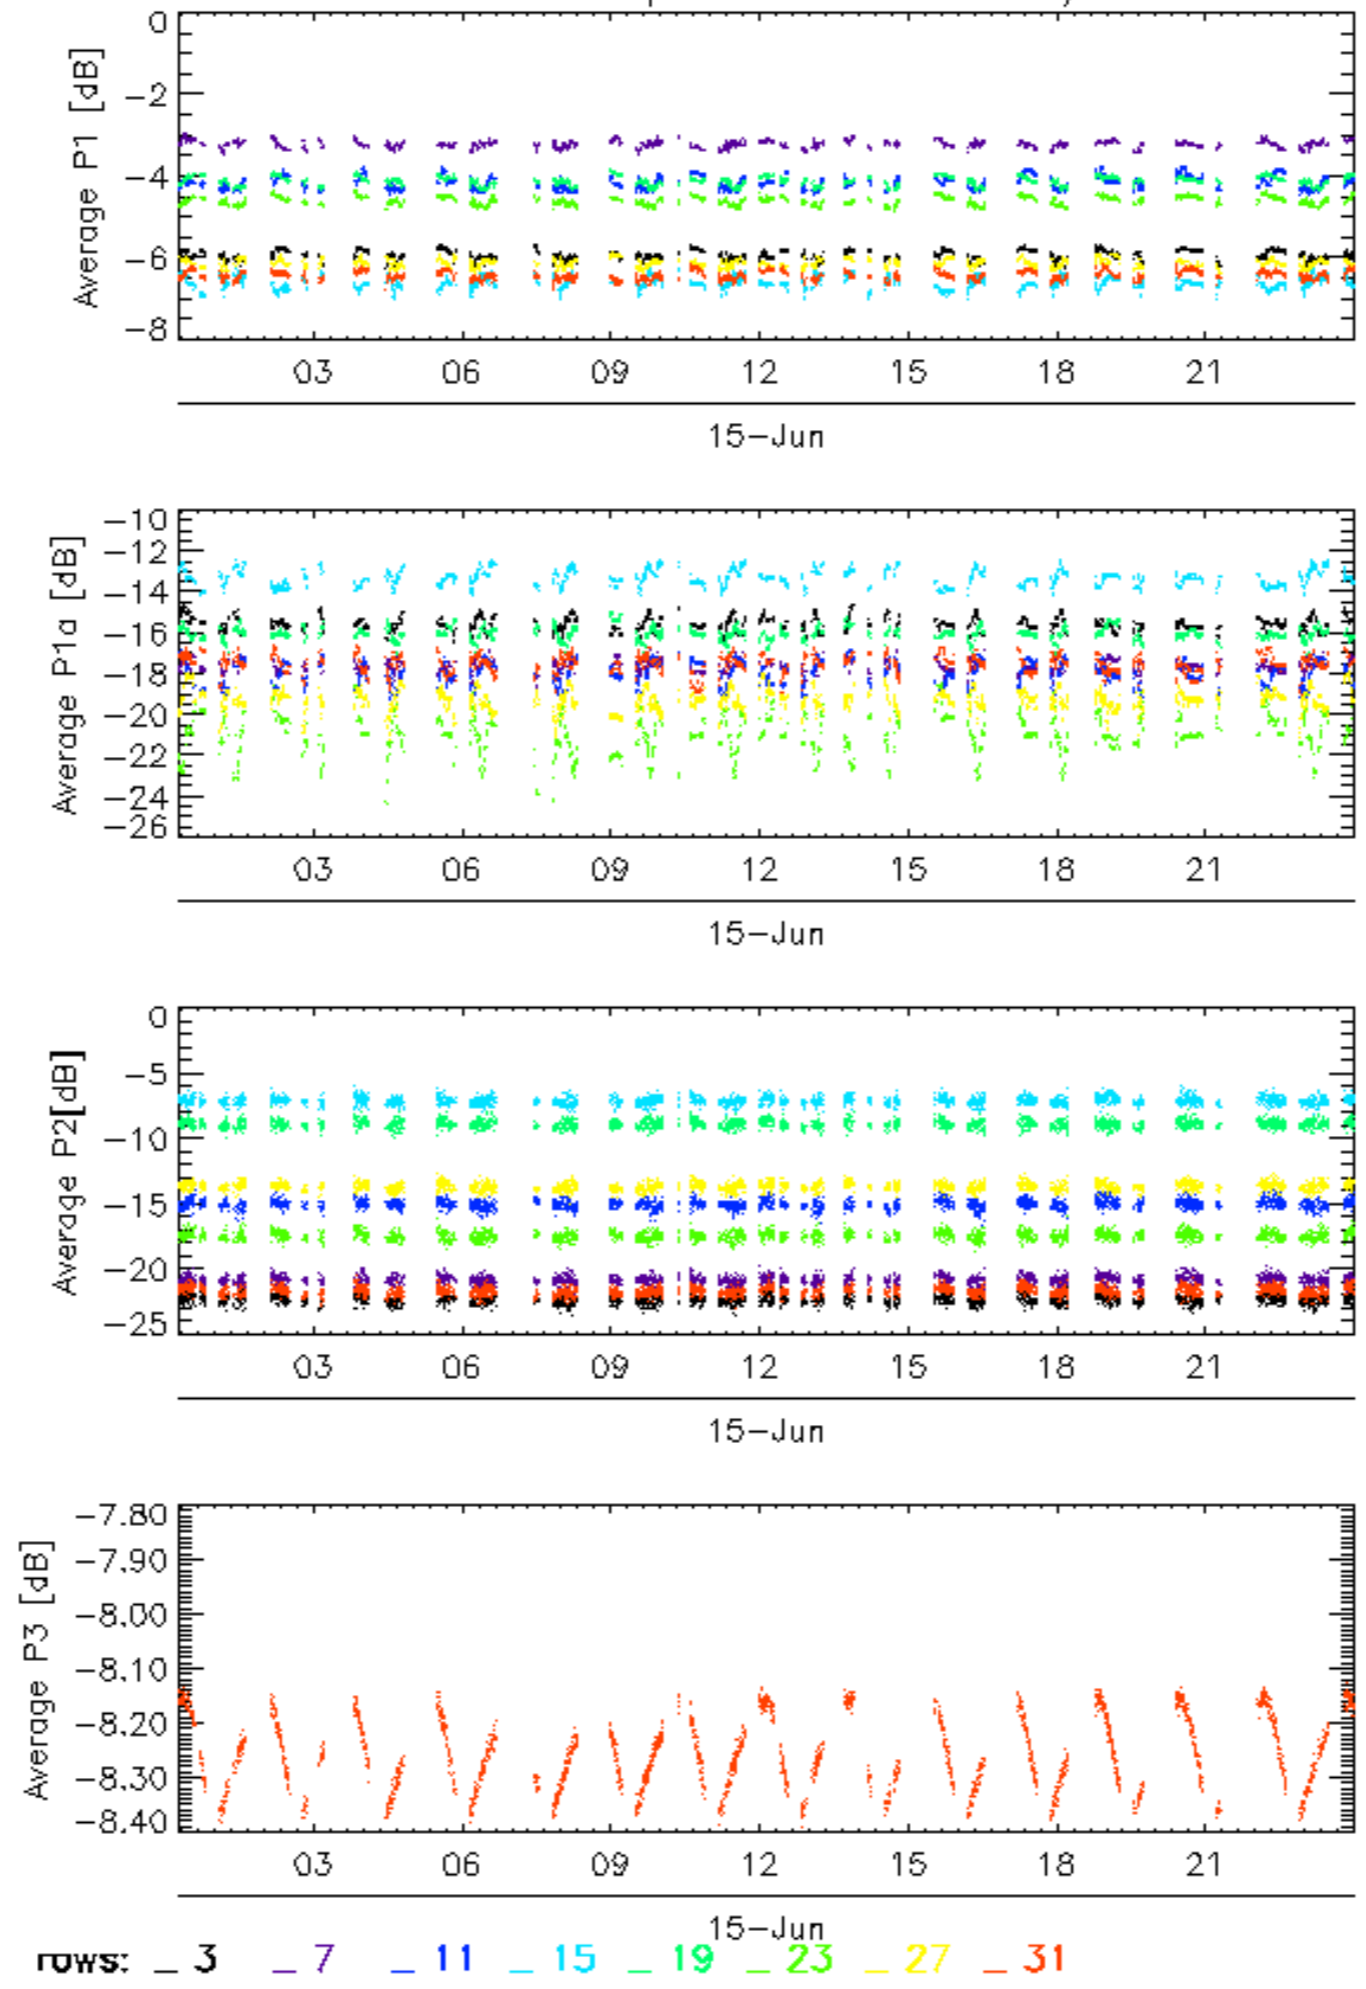 0
-2
-4
-6
-8
Average P1 [dB]
03 06 09 12 15 18 21
15-Jun
-10
-12
-14
-16
-18
-20
-22
-24
-26
Average P1a [dB]
03 06 09 12 15 18 21
15-Jun
0
-5
-10
-15
-20
-25
Average P2[dB]
03 06 09 12 15 18 21
15-Jun
-7.80
-7.90
-8.00
-8.10
-8.20
-8.30
-8.40
Average P3 [dB]
03 06 09 12 15 18 21
15-Jun
rows: _ 3 _ 7 _ 11 _ 15 _ 19 _ 23 _ 27 _ 31